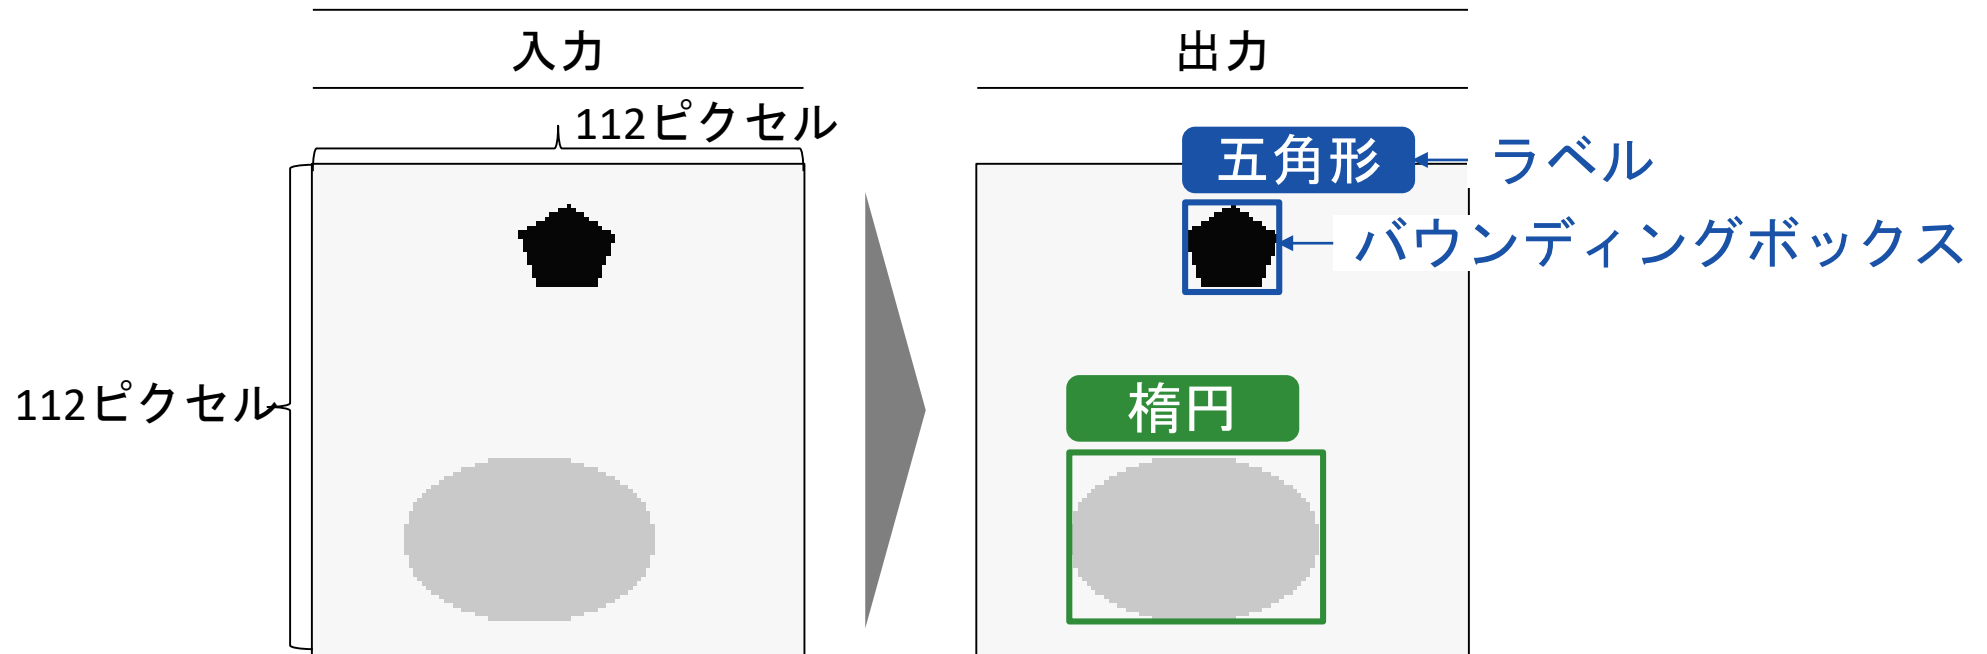 入力
出力
112ピクセル
五角形
ラベル
バウンディングボックス
112ピクセル
楕円